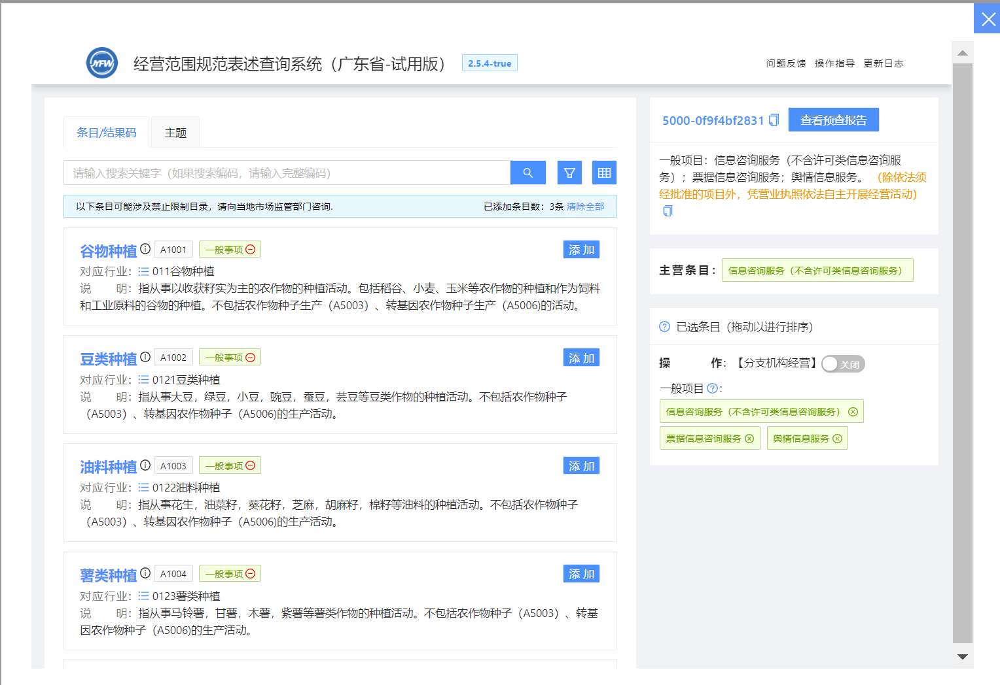 JYFW
经营范围规范表述查询系统（广东省-试用版）
2.5.4-true
问题反馈 操作指导 更新日志
条目/结果码
主题
请输入搜索关键字（如果搜索编码，请输入完整编码）
以下条目可能涉及禁止限制目录，请向当地市场监管部门咨询.
已添加条目数：3条 清除全部
谷物种植 A1001 一般事项
添加
对应行业： 011谷物种植
说 明：指从事以收获籽实为主的农作物的种植活动。包括稻谷、小麦、玉米等农作物的种植和作为饲料
和工业原料的谷物的种植。不包括农作物种子生产（A5003）、转基因农作物种子生产（A5006)的活动。
豆类种植 A1002 一般事项
添加
对应行业： 0121豆类种植
说 明：指从事大豆，绿豆，小豆，豌豆，蚕豆，芸豆等豆类作物的种植活动。不包括农作物种子
（A5003）、转基因农作物种子（A5006)的生产活动。
油料种植 A1003 一般事项
添加
对应行业： 0122油料种植
说 明：指从事花生，油菜籽，葵花籽，芝麻，胡麻籽，棉籽等油料的种植活动。不包括农作物种子
（A5003）、转基因农作物种子（A5006)的生产活动。
薯类种植 A1004 一般事项
添加
对应行业： 0123薯类种植
说 明：指从事马铃薯，甘薯，木薯，紫薯等薯类作物的种植活动。不包括农作物种子（A5003）、转基
因农作物种子（A5006)的生产活动。
5000-0f9f4bf2831 查看预查报告
一般项目：信息咨询服务（不含许可类信息咨询服
务）；票据信息咨询服务；舆情信息服务。（除依法须
经批准的项目外，凭营业执照依法自主开展经营活动）
主营条目： 信息咨询服务（不含许可类信息咨询服务）
已选条目（拖动以进行排序）
操 作：【分支机构经营】 关闭
一般项目 ：
信息咨询服务（不含许可类信息咨询服务）
票据信息咨询服务 舆情信息服务